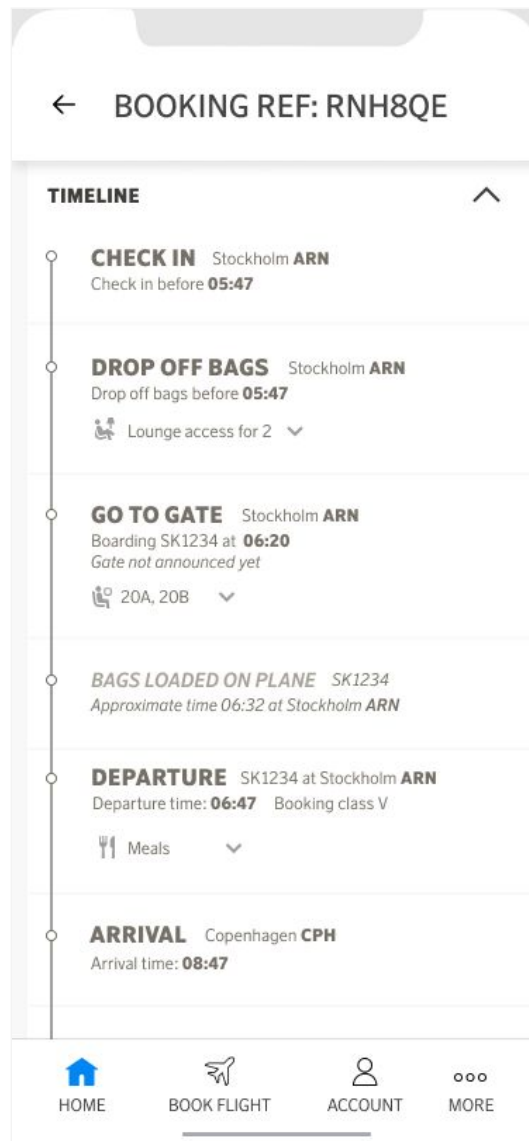 BOOKING REF: RNH8QE
TIMELINE
CHECK IN Stockholm ARN
Check in before 05:47
DROP OFF BAGS Stockholm ARN
Drop off bags before 05:47
Lounge access for 2
GO TO GATE Stockholm ARN
Boarding SK1234 at 06:20
Gate not announced yet
20A, 20B
BAGS LOADED ON PLANE SK1234
Approximate time 06:32 at Stockholm ARN
DEPARTURE SK1234 at Stockholm ARN
Departure time: 06:47 Booking class V
Meals
ARRIVAL Copenhagen CPH
Arrival time: 08:47
HOME BOOK FLIGHT ACCOUNT MORE